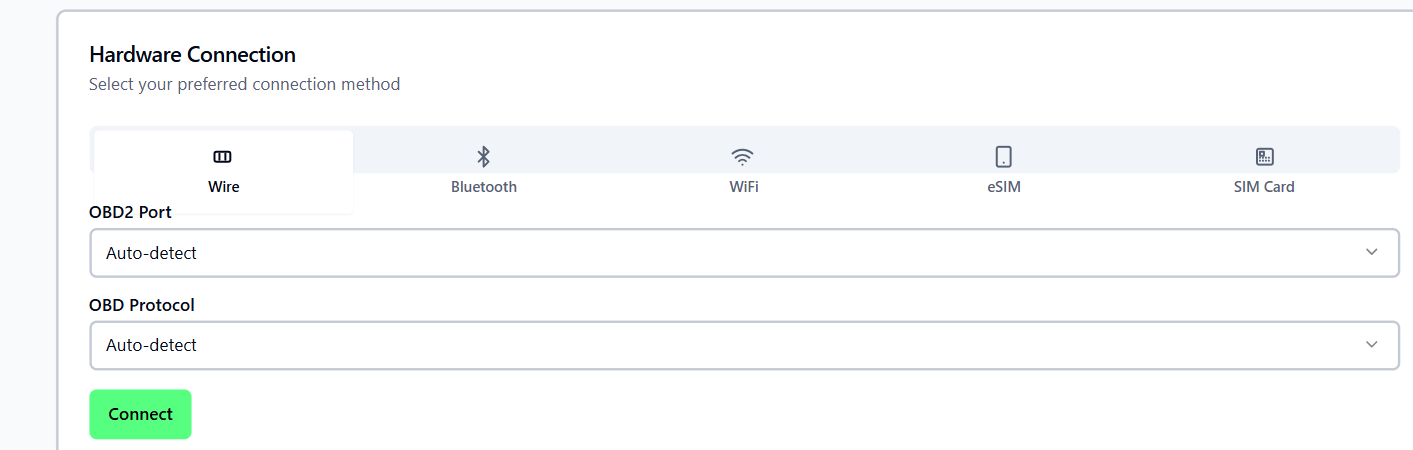 Hardware Connection
Select your preferred connection method
Wire
Bluetooth
WiFi
eSIM
SIM Card
OBD2 Port
Auto-detect
OBD Protocol
Auto-detect
Connect